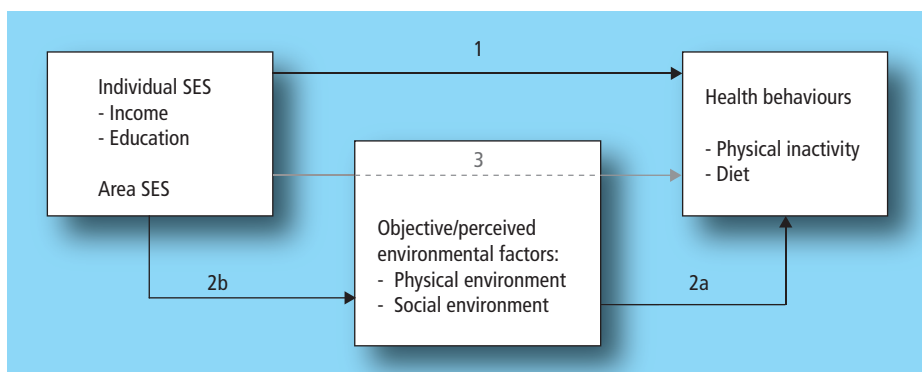 1
Individual SES
- Income
- Education
Area SES
Health behaviours
- Physical inactivity
- Diet
3
Objective/perceived
environmental factors:
- Physical environment
- Social environment
2b
2a